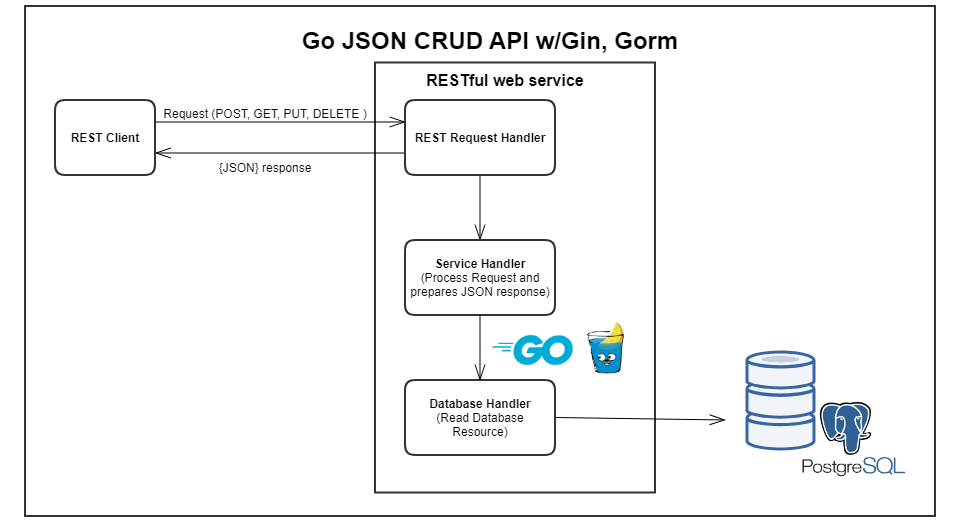 Go JSON CRUD API w/Gin, Gorm
RESTful web service
REST Client
Request (POST, GET, PUT, DELETE )
{JSON} response
REST Request Handler
Service Handler
(Process Request and
prepares JSON response)
GO
Database Handler
(Read Database
Resource)
PostgreSQL